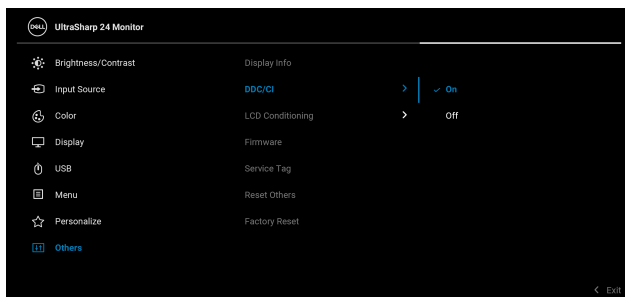 DELL UltraSharp 24 Monitor
Brightness/Contrast Display Info
Input Source DDC/CI On
Color LCD Conditioning Off
Display Firmware
USB Service Tag
Menu Reset Others
Personalize Factory Reset
Others
Exit